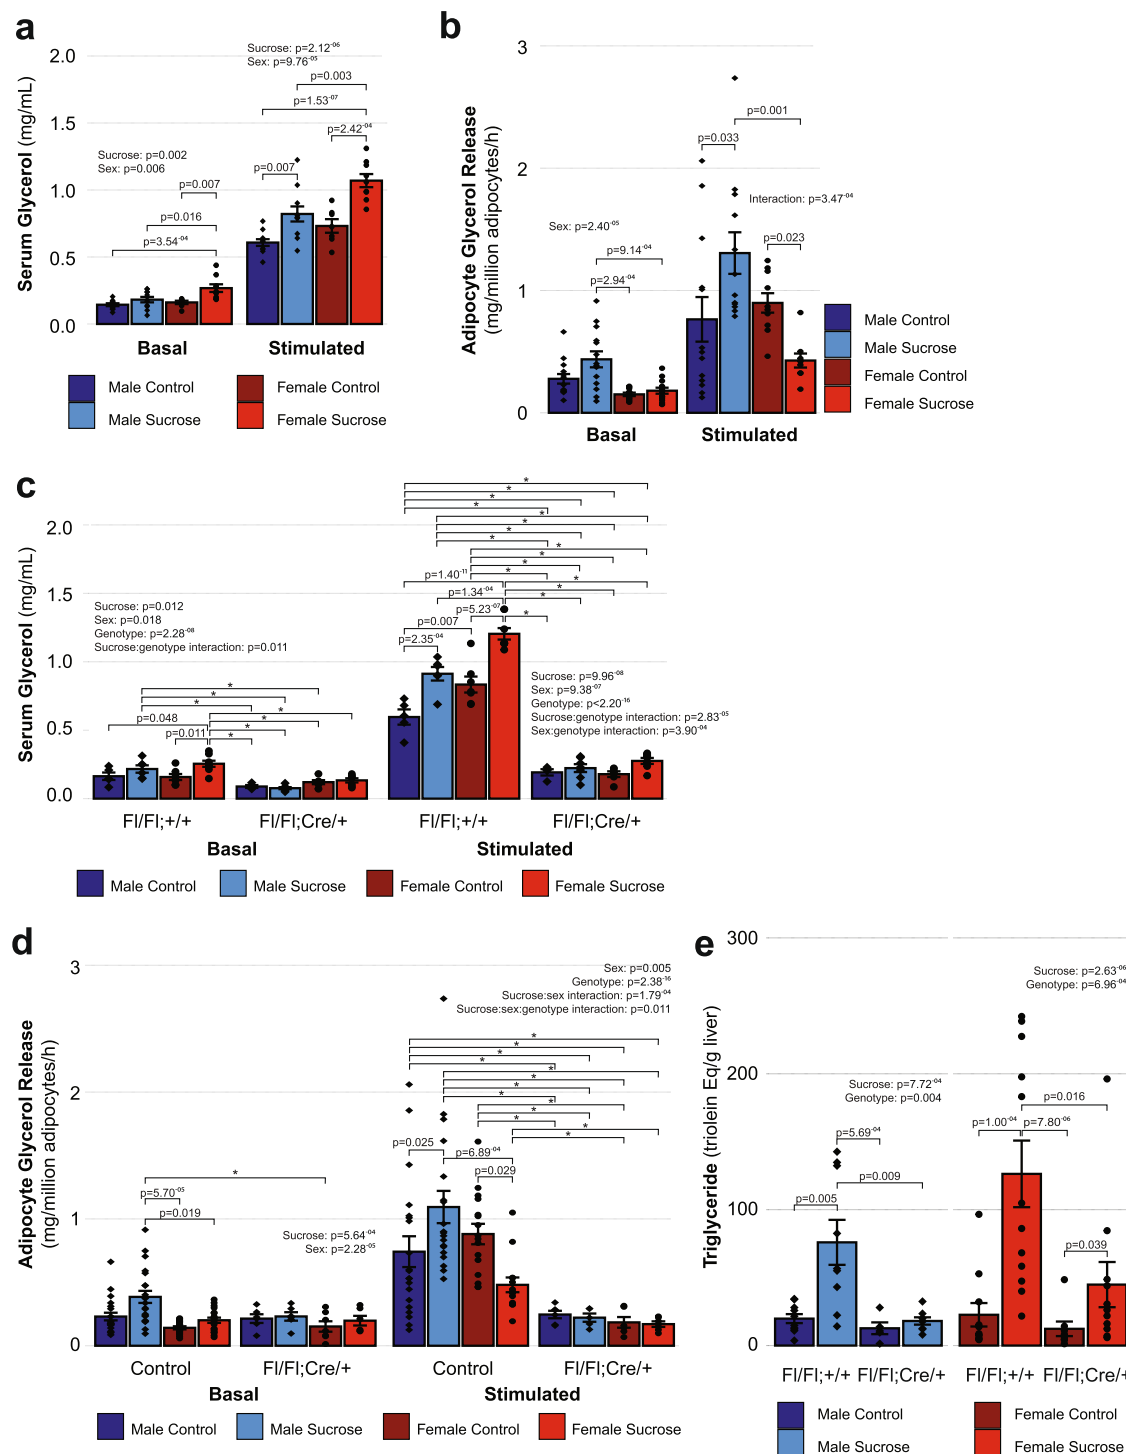 a
Serum Glycerol (mg/mL)
2.0
1.5
1.0
0.5
0.0
Sucrose: p=2.12⁻⁰⁶
Sex: p=9.76⁻⁰⁵
p=0.003
p=1.53⁻⁰⁷
p=2.42⁻⁰⁴
p=0.007
Sucrose: p=0.002
Sex: p=0.006
p=0.007
p=0.016
p=3.54⁻⁰⁴
Basal
Stimulated
Male Control
Female Control
Male Sucrose
Female Sucrose
b
Adipocyte Glycerol Release
(mg/million adipocytes/h)
3
2
1
0
p=0.001
p=0.033
Interaction: p=3.47⁻⁰⁴
Sex: p=2.40⁻⁰⁵
p=0.023
p=9.14⁻⁰⁴
p=2.94⁻⁰⁴
Basal
Stimulated
Male Control
Male Sucrose
Female Control
Female Sucrose
c
Serum Glycerol (mg/mL)
2.0
1.5
1.0
0.5
0.0
* * * *
* * * *
* * * *
p=1.40⁻¹¹
* * * *
p=1.34⁻⁰⁴
p=5.23⁻⁰⁷
p=0.007
p=2.35⁻⁰⁴
Sucrose: p=0.012
Sex: p=0.018
Genotype: p=2.28⁻⁰⁸
Sucrose:genotype interaction: p=0.011
* * *
p=0.048
* * *
p=0.011
Sucrose: p=9.96⁻⁰⁸
Sex: p=9.38⁻⁰⁷
Genotype: p<2.20⁻¹⁶
Sucrose:genotype interaction: p=2.83⁻⁰⁵
Sex:genotype interaction: p=3.90⁻⁰⁴
Fl/Fl;+/+
Fl/Fl;Cre/+
Fl/Fl;+/+
Fl/Fl;Cre/+
Basal
Stimulated
Male Control
Male Sucrose
Female Control
Female Sucrose
d
Adipocyte Glycerol Release
(mg/million adipocytes/h)
3
2
1
0
Sex: p=0.005
Genotype: p=2.38⁻¹⁶
Sucrose:sex interaction: p=1.79⁻⁰⁴
Sucrose:sex:genotype interaction: p=0.011
* * * *
* * * *
* * *
* *
p=0.025
p=6.89⁻⁰⁴
p=0.029
*
p=5.70⁻⁰⁵
p=0.019
Sucrose: p=5.64⁻⁰⁴
Sex: p=2.28⁻⁰⁵
Control
Fl/Fl;Cre/+
Control
Fl/Fl;Cre/+
Basal
Stimulated
Male Control
Male Sucrose
Female Control
Female Sucrose
e
Triglyceride (triolein Eq/g liver)
300
200
100
0
Sucrose: p=2.63⁻⁰⁶
Genotype: p=6.96⁻⁰⁴
Sucrose: p=7.72⁻⁰⁴
Genotype: p=0.004
p=0.016
p=1.00⁻⁰⁴
p=7.80⁻⁰⁶
p=5.69⁻⁰⁴
p=0.009
p=0.005
p=0.039
Fl/Fl;+/+
Fl/Fl;Cre/+
Fl/Fl;+/+
Fl/Fl;Cre/+
Male Control
Female Control
Male Sucrose
Female Sucrose